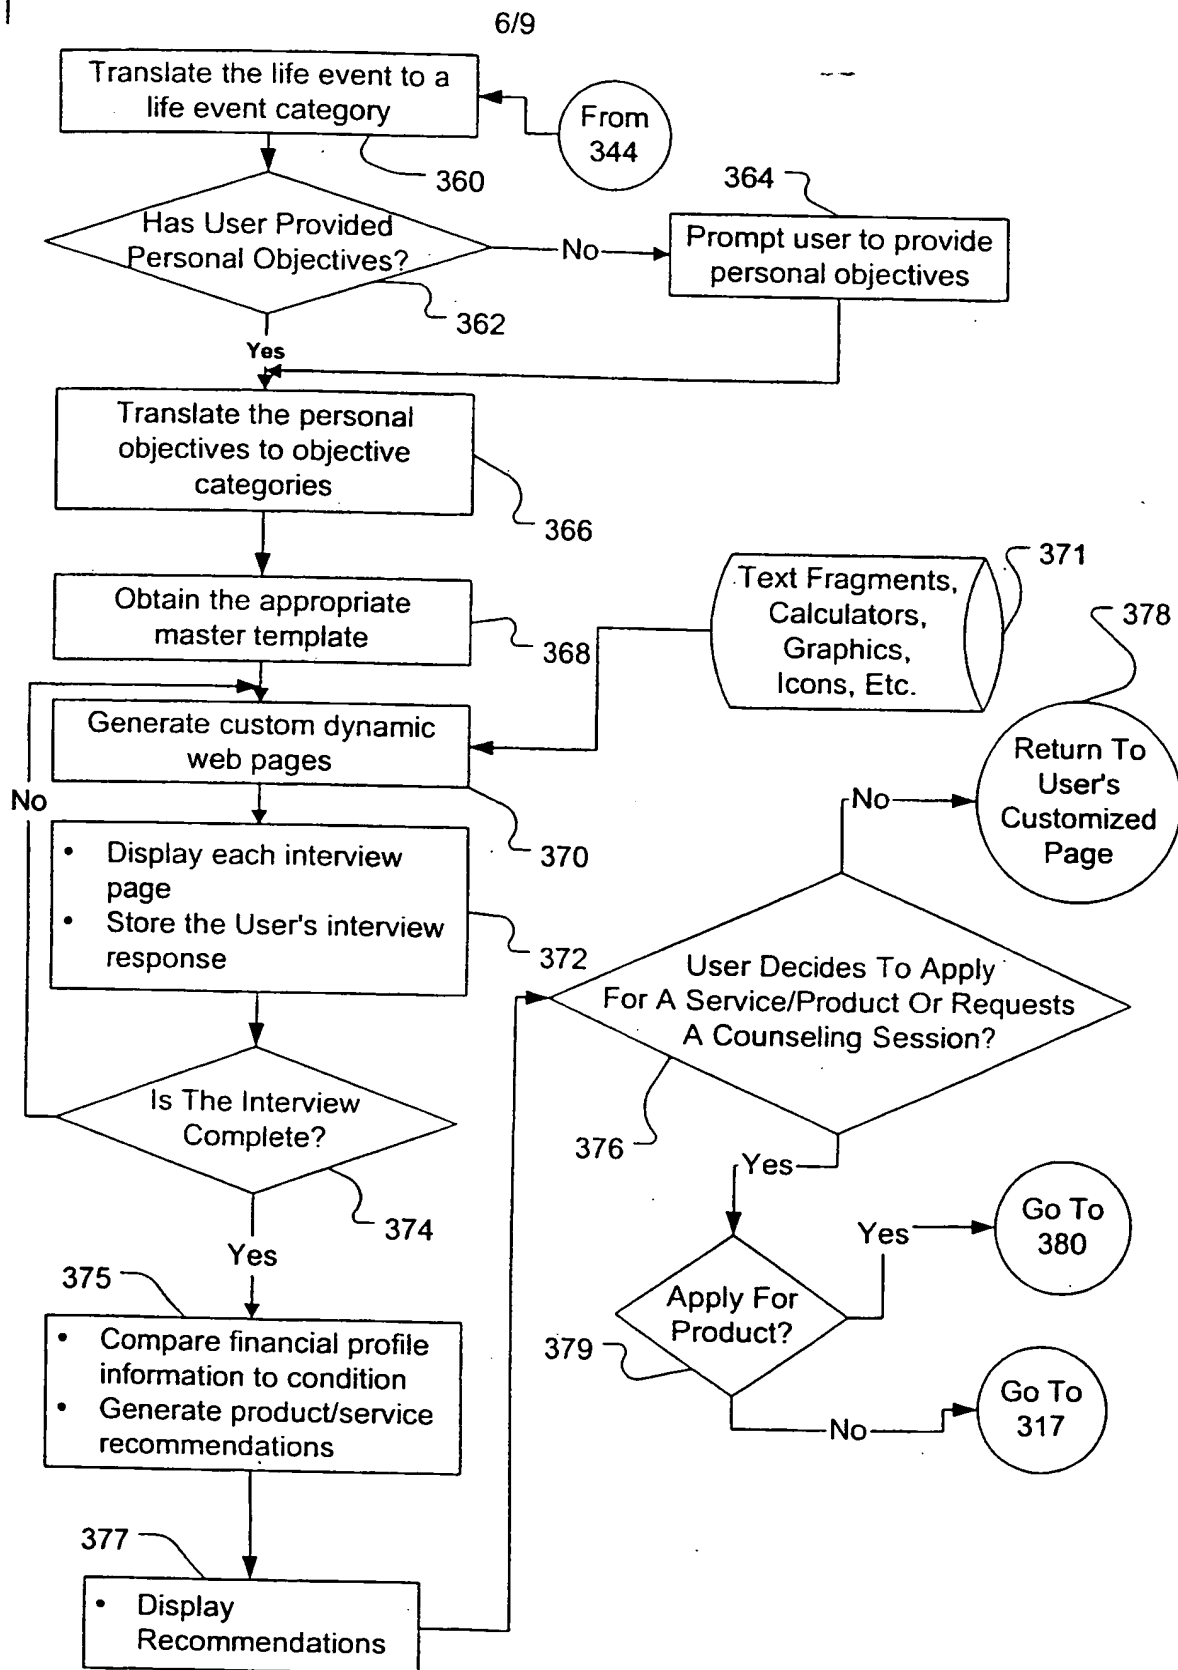 6/9
Translate the life event to a
life event category
From
344
360
364
Has User Provided
Personal Objectives?
No
Prompt user to provide
personal objectives
362
Yes
Translate the personal
objectives to objective
categories
366
371
Text Fragments,
Calculators,
Graphics,
Icons, Etc.
378
Obtain the appropriate
master template
368
Generate custom dynamic
web pages
Return To
User's
Customized
Page
No
No
370
• Display each interview
page
• Store the User's interview
response
372
User Decides To Apply
For A Service/Product Or Requests
A Counseling Session?
Is The Interview
Complete?
376
Yes
374
Yes
Yes
Go To
380
375
Apply For
Product?
379
• Compare financial profile
information to condition
• Generate product/service
recommendations
No
Go To
317
377
• Display
Recommendations